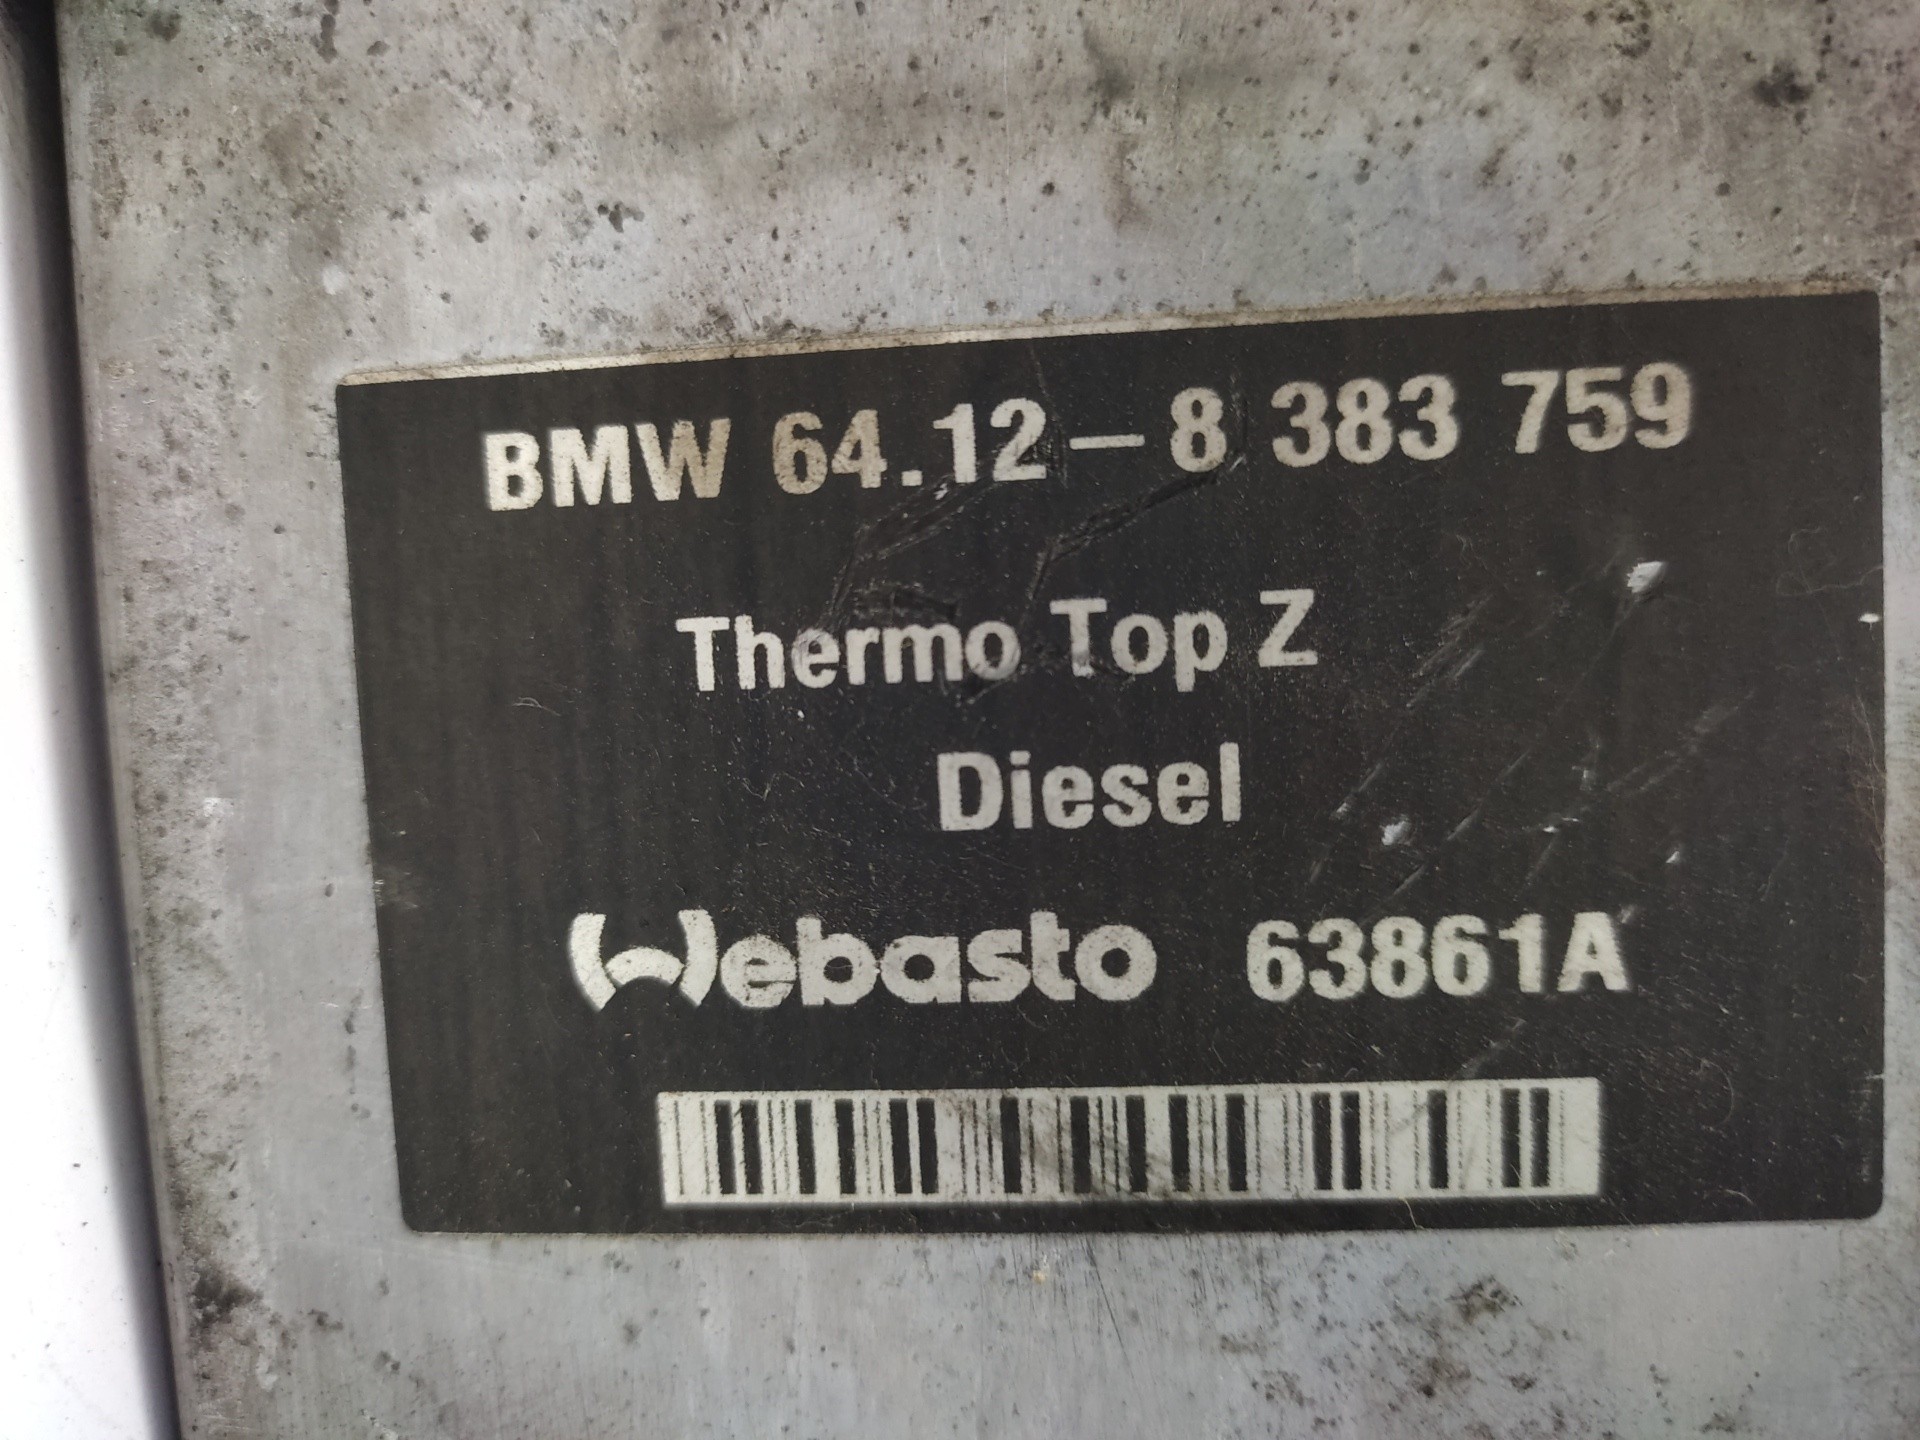 BMW 64.12-8 383 759
Thermo Top Z
Diesel
Webasto 63861A